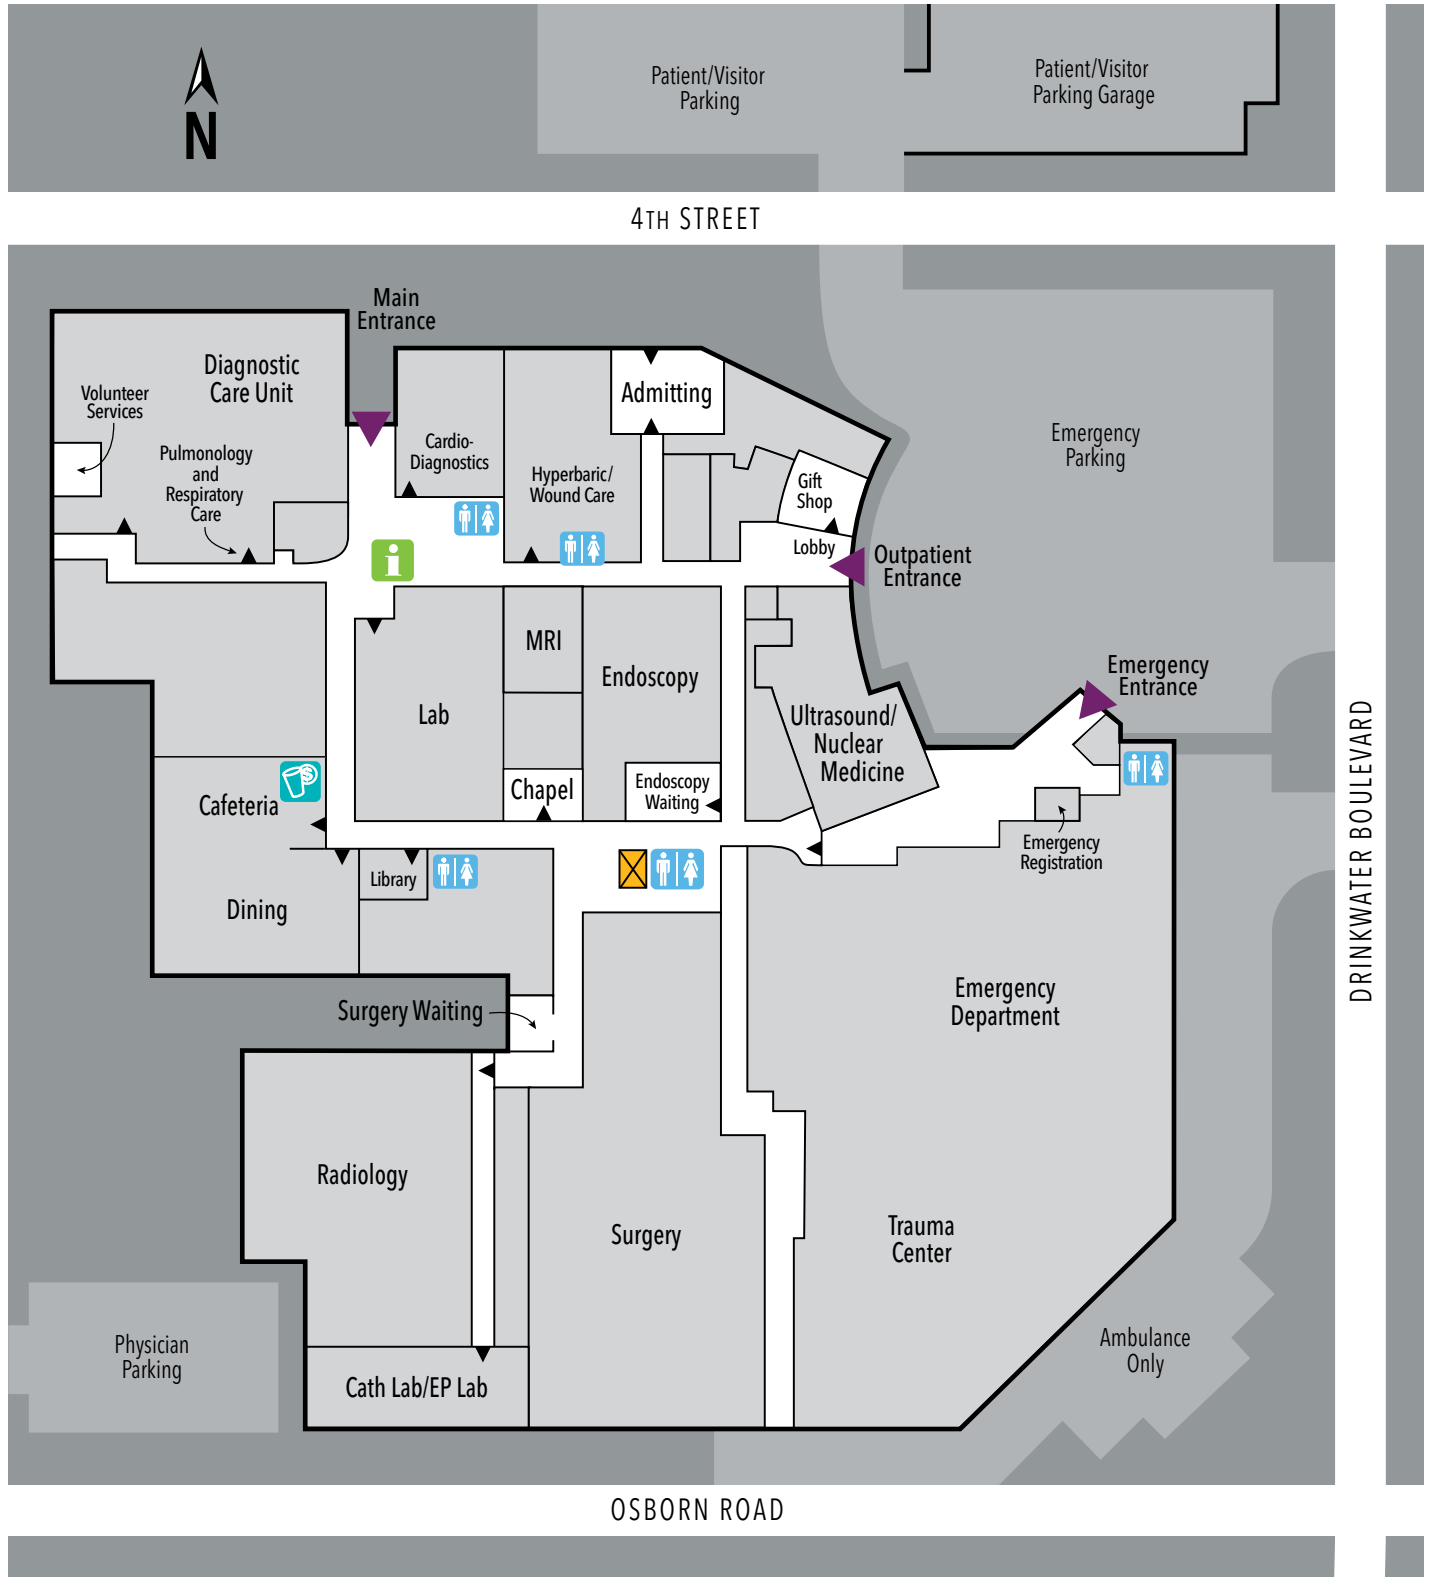 Patient/Visitor
Parking
Patient/Visitor
Parking Garage
N
4TH STREET
Main
Entrance
Diagnostic
Care Unit
Volunteer
Services
Pulmonology
and
Respiratory
Care
Cardio-
Diagnostics
Hyperbaric/
Wound Care
Admitting
Gift
Shop
Lobby
Outpatient
Entrance
Emergency
Parking
i
MRI
Endoscopy
Lab
Ultrasound/
Nuclear
Medicine
Emergency
Entrance
DRINKWATER BOULEVARD
$
Cafeteria
Chapel
Endoscopy
Waiting
Emergency
Registration
Library
Dining
Surgery Waiting
Emergency
Department
Radiology
Surgery
Trauma
Center
Physician
Parking
Cath Lab/EP Lab
Ambulance
Only
OSBORN ROAD